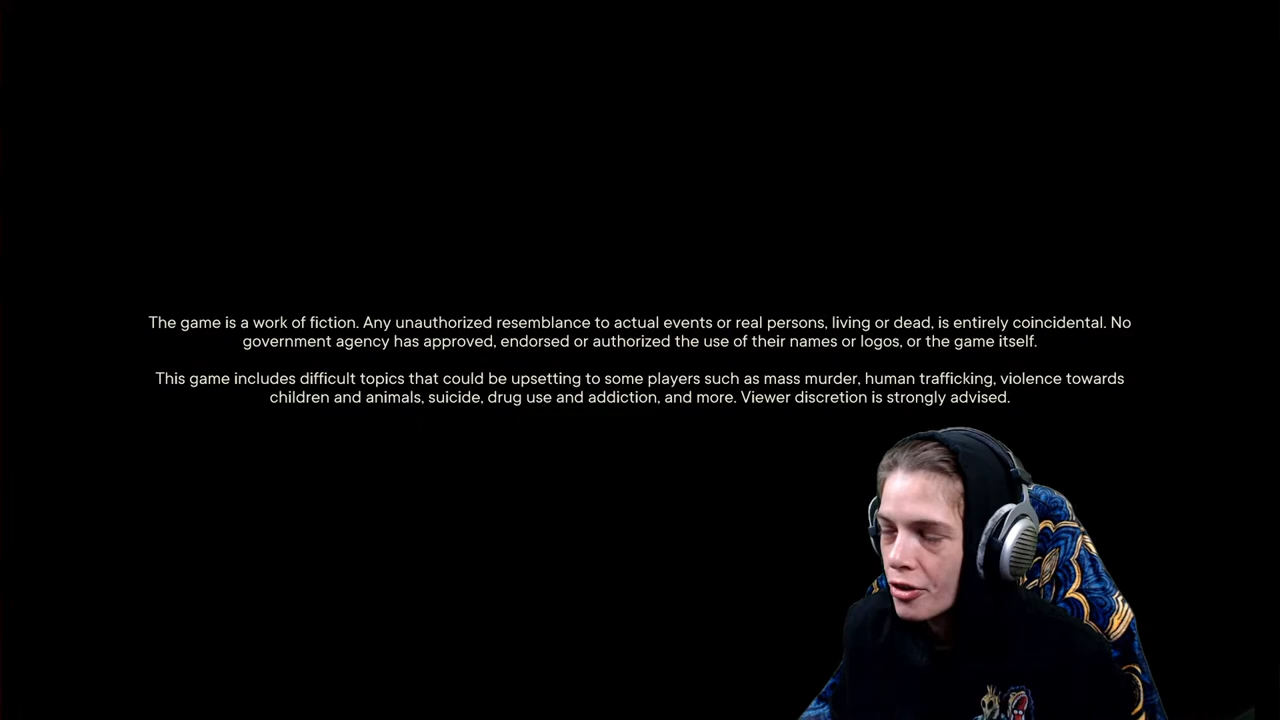 The game is a work of fiction. Any unauthorized resemblance to actual events or real persons, living or dead, is entirely coincidental. No
government agency has approved, endorsed or authorized the use of their names or logos, or the game itself.
This game includes difficult topics that could be upsetting to some players such as mass murder, human trafficking, violence towards
children and animals, suicide, drug use and addiction, and more. Viewer discretion is strongly advised.